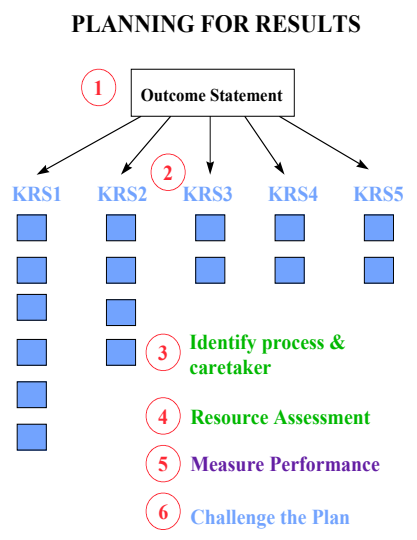 PLANNING FOR RESULTS
1
Outcome Statement
2
KRS1 KRS2 KRS3 KRS4 KRS5
3 Identify process &
caretaker
4 Resource Assessment
5 Measure Performance
6 Challenge the Plan